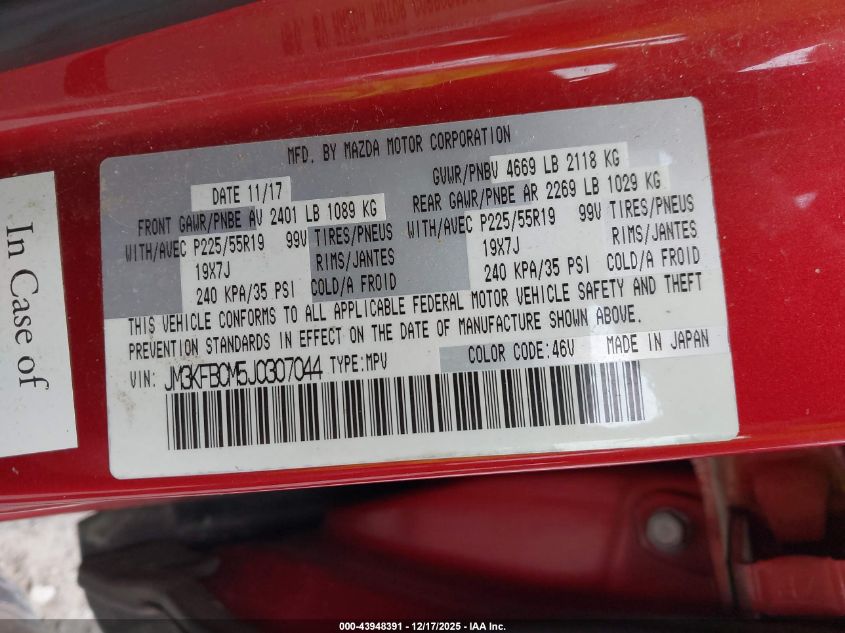 MFD. BY MAZDA MOTOR CORPORATION
DATE 11/17
GVWR/PNBV 4669 LB 2118 KG
FRONT GAWR/PNBE AV 2401 LB 1089 KG
REAR GAWR/PNBE AR 2269 LB 1029 KG
WITH/AVEC P225/55R19 99V TIRES/PNEUS
WITH/AVEC P225/55R19 99V TIRES/PNEUS
19X7J RIMS/JANTES
19X7J RIMS/JANTES
240 KPA/35 PSI COLD/A FROID
240 KPA/35 PSI COLD/A FROID
THIS VEHICLE CONFORMS TO ALL APPLICABLE FEDERAL MOTOR VEHICLE SAFETY AND THEFT
PREVENTION STANDARDS IN EFFECT ON THE DATE OF MANUFACTURE SHOWN ABOVE.
VIN: JM3KFBCM5J0307044 TYPE:MPV
COLOR CODE:46V MADE IN JAPAN
In Case of
000-43948391 - 12/17/2025 - IAA Inc.